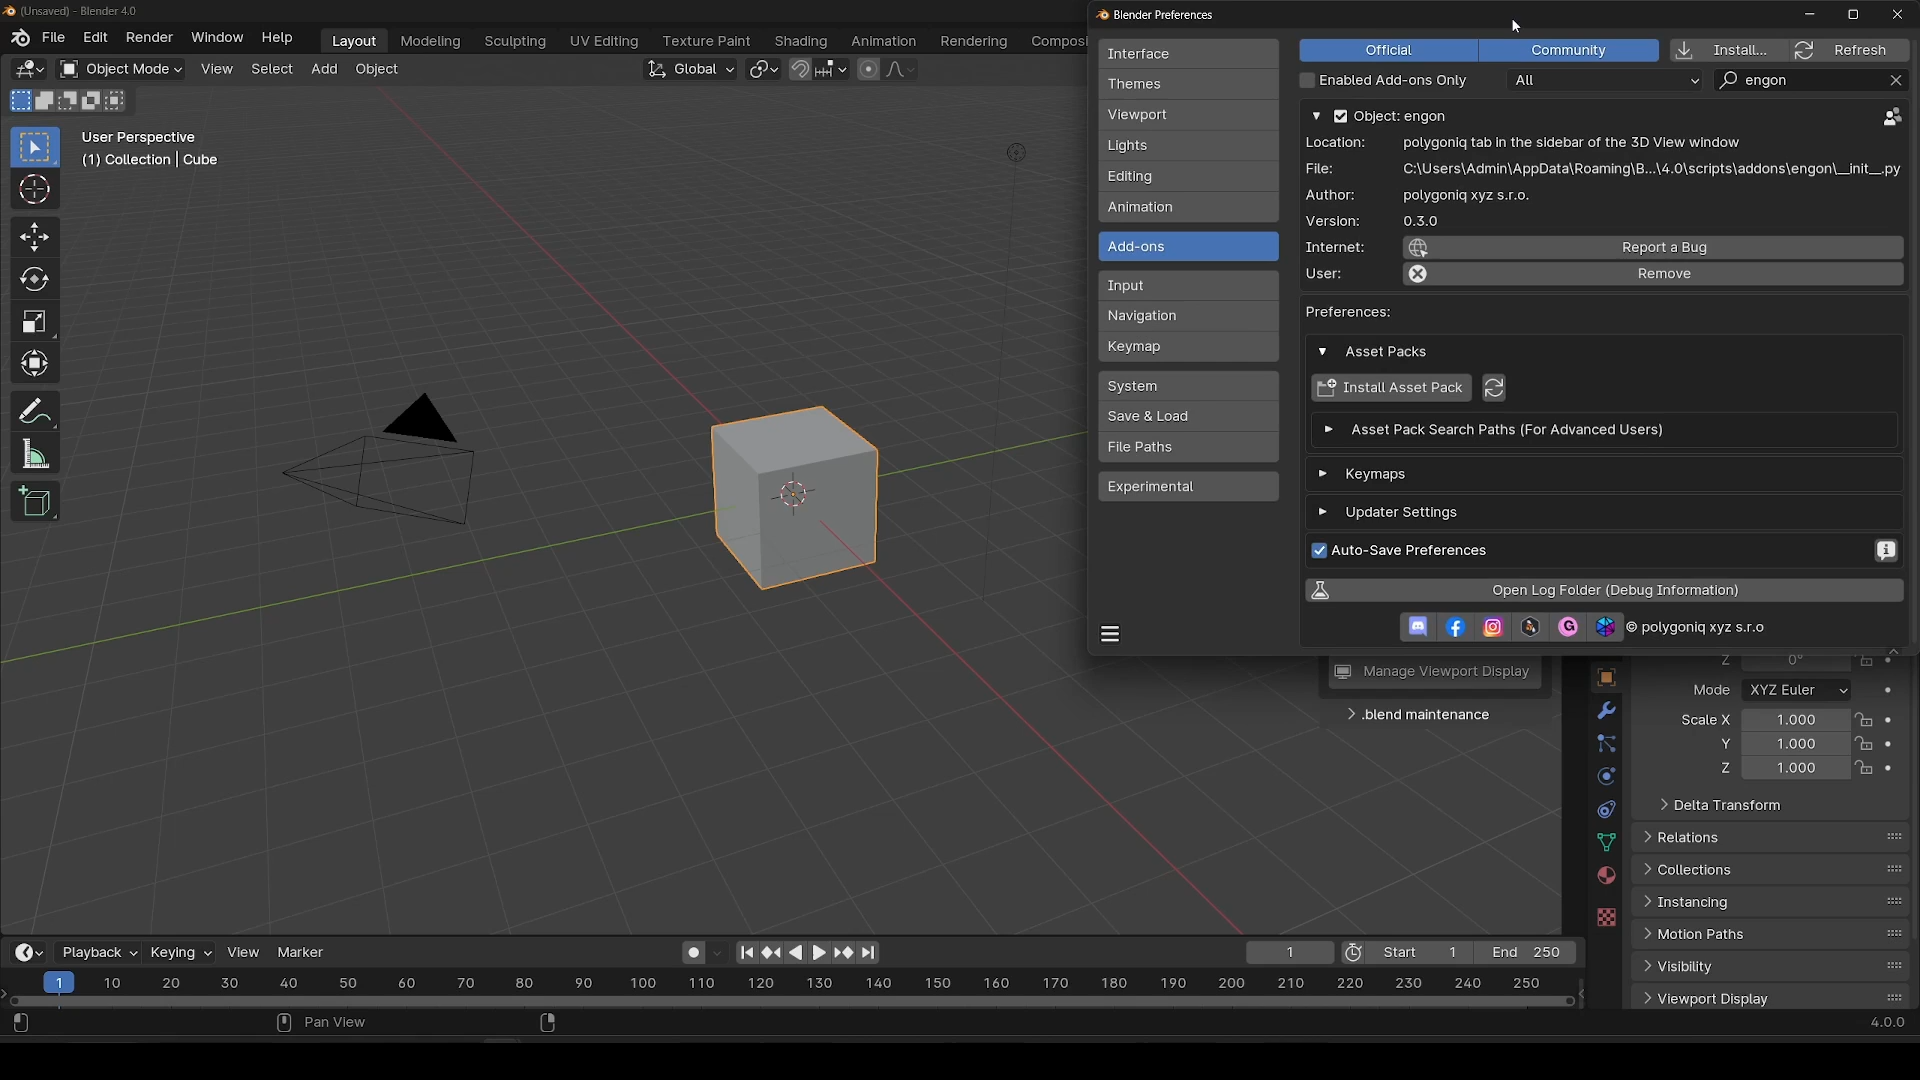 (Unsaved) - Blender 4.0
File Edit Render Window Help Layout Modeling Sculpting UV Editing Texture Paint Shading Animation Rendering Compos
Object Mode View Select Add Object Global
User Perspective
(1) Collection | Cube
Blender Preferences
Interface
Themes
Viewport
Lights
Editing
Animation
Add-ons
Input
Navigation
Keymap
System
Save & Load
File Paths
Experimental
Official Community Install... Refresh
Enabled Add-ons Only All engon
Object: engon
Location: polygoniq tab in the sidebar of the 3D View window
File: C:\Users\Admin\AppData\Roaming\B...\4.0\scripts\addons\engon\__init__.py
Author: polygoniq xyz s.r.o.
Version: 0.3.0
Internet: Report a Bug
User: Remove
Preferences:
Asset Packs
Install Asset Pack
Asset Pack Search Paths (For Advanced Users)
Keymaps
Updater Settings
Auto-Save Preferences
Open Log Folder (Debug Information)
© polygoniq xyz s.r.o
Manage Viewport Display
.blend maintenance
Z 0°
Mode XYZ Euler
Scale X 1.000
Y 1.000
Z 1.000
Delta Transform
Relations
Collections
Instancing
Motion Paths
Visibility
Viewport Display
Playback Keying View Marker 1 Start 1 End 250
1 10 20 30 40 50 60 70 80 90 100 110 120 130 140 150 160 170 180 190 200 210 220 230 240 250
Pan View 4.0.0